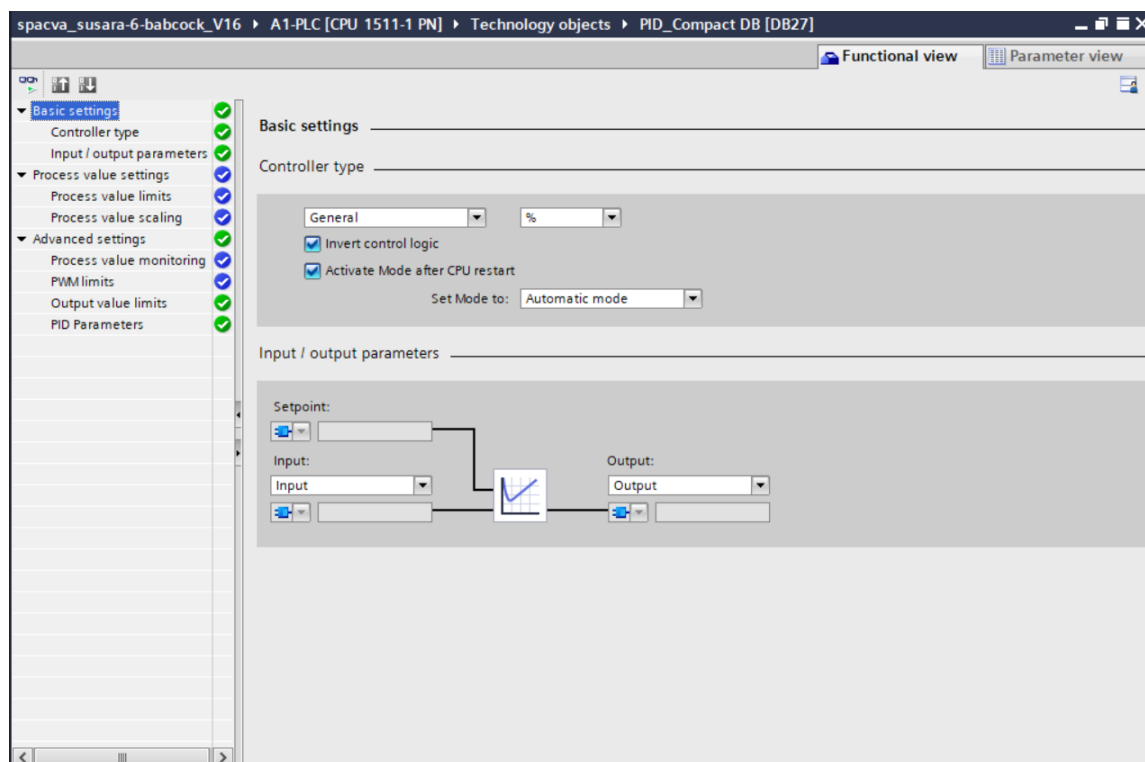 spacva_susara-6-babcock_V16 ▸ A1-PLC [CPU 1511-1 PN] ▸ Technology objects ▸ PID_Compact DB [DB27]
Functional view
Parameter view
Basic settings
Controller type
Input / output parameters
Process value settings
Process value limits
Process value scaling
Advanced settings
Process value monitoring
PWM limits
Output value limits
PID Parameters
Basic settings
Controller type
General
%
Invert control logic
Activate Mode after CPU restart
Set Mode to: Automatic mode
Input / output parameters
Setpoint:
Input:
Input
Output:
Output